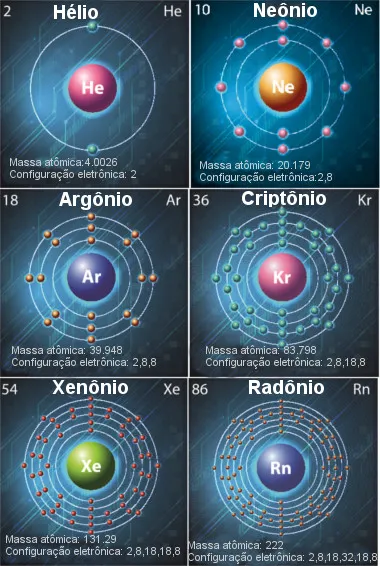 2 Hélio He
He
Massa atômica:4.0026
Configuração eletrônica: 2
10 Neônio Ne
Ne
Massa atômica: 20.179
Configuração eletrônica:2,8
18 Argônio Ar
Ar
Massa atômica: 39.948
Configuração eletrônica: 2,8,8
36 Criptônio Kr
Kr
Massa atômica: 83.798
Configuração eletrônica: 2,8,18,8
54 Xenônio Xe
Xe
Massa atômica: 131.29
Configuração eletrônica: 2,8,18,18,8
86 Radônio Rn
Rn
Massa atômica: 222
Configuração eletrônica: 2,8,18,32,18,8